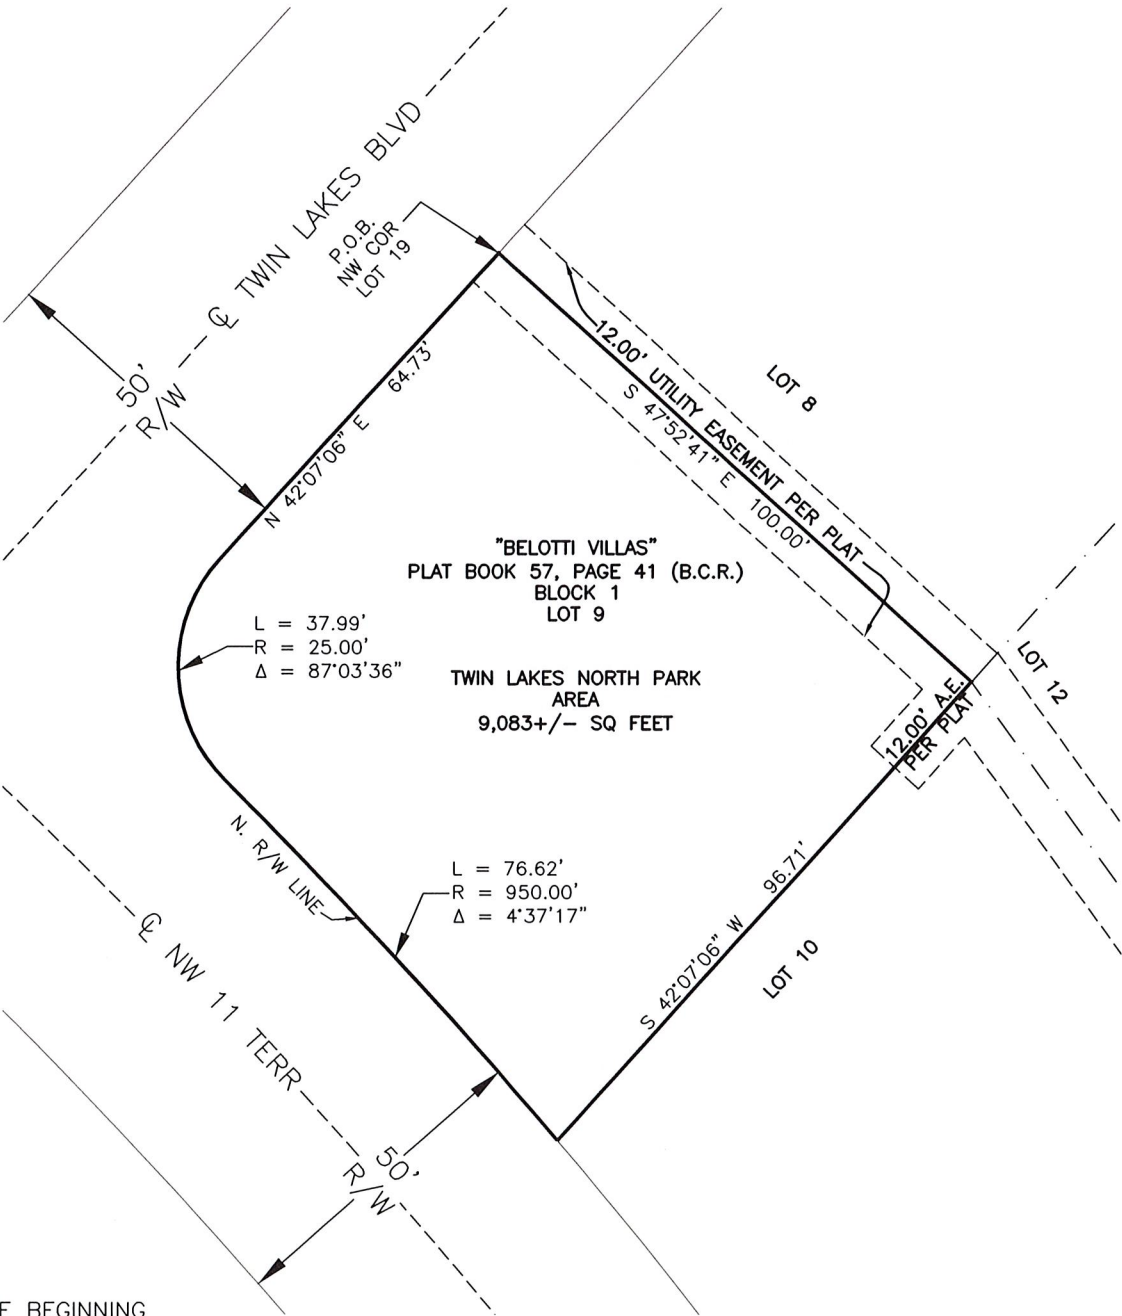 ℄ TWIN LAKES BLVD
P.O.B.
NW COR
LOT 19
50'
R/W
64.73'
N 42°07'06" E
12.00' UTILITY EASEMENT PER PLAT
S 47°52'41" E 100.00'
LOT 8
"BELOTTI VILLAS"
PLAT BOOK 57, PAGE 41 (B.C.R.)
BLOCK 1
LOT 9
L = 37.99'
R = 25.00'
Δ = 87°03'36"
TWIN LAKES NORTH PARK
AREA
9,083+/- SQ FEET
LOT 12
12.00' A.E.
PER PLAT
N. R/W LINE
L = 76.62'
R = 950.00'
Δ = 4°37'17"
S 42°07'06" W 96.71'
LOT 10
℄ NW 11 TERR
50'
R/W
E BEGINNING